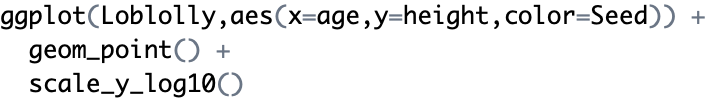 ggplot(Loblolly,aes(x=age,y=height,color=Seed)) +
  geom_point() +
  scale_y_log10()